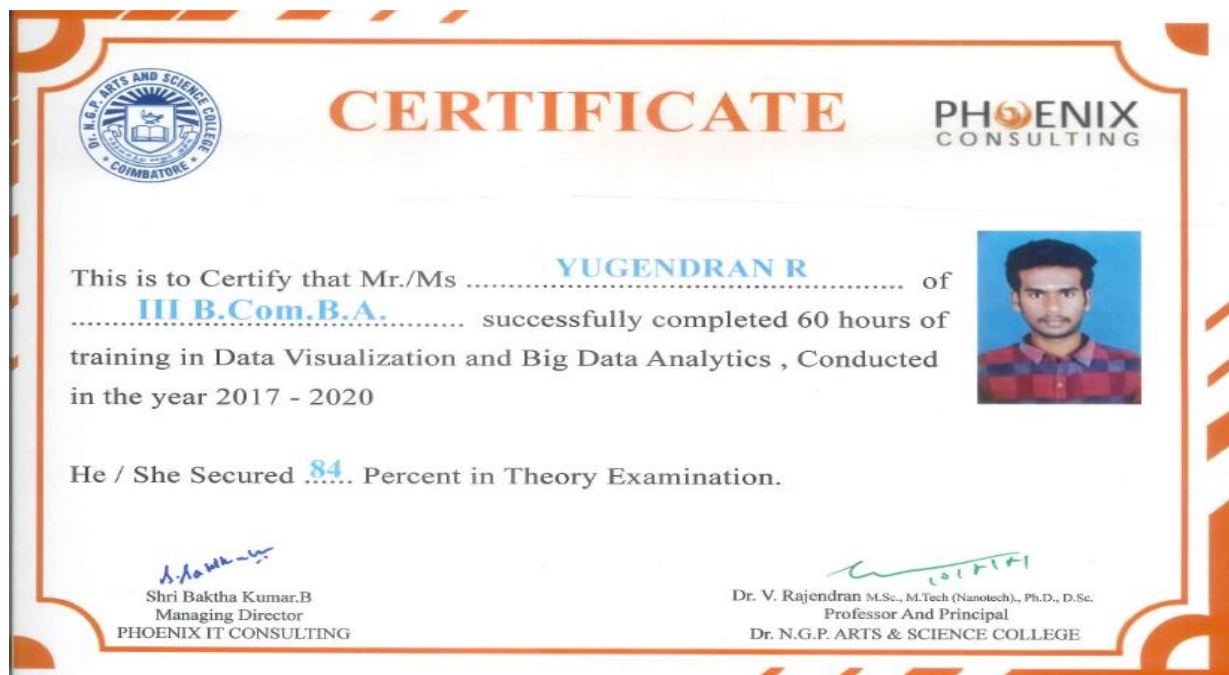 Dr. N.G.P. ARTS AND SCIENCE COLLEGE
* COIMBATORE *
CERTIFICATE
PHOENIX
CONSULTING
This is to Certify that Mr./Ms ..... YUGENDRAN R ..... of
..... III B.Com.B.A. ..... successfully completed 60 hours of
training in Data Visualization and Big Data Analytics , Conducted
in the year 2017 - 2020
He / She Secured ..84.. Percent in Theory Examination.
Shri Baktha Kumar.B
Managing Director
PHOENIX IT CONSULTING
Dr. V. Rajendran M.Sc., M.Tech (Nanotech)., Ph.D., D.Sc.
Professor And Principal
Dr. N.G.P. ARTS & SCIENCE COLLEGE